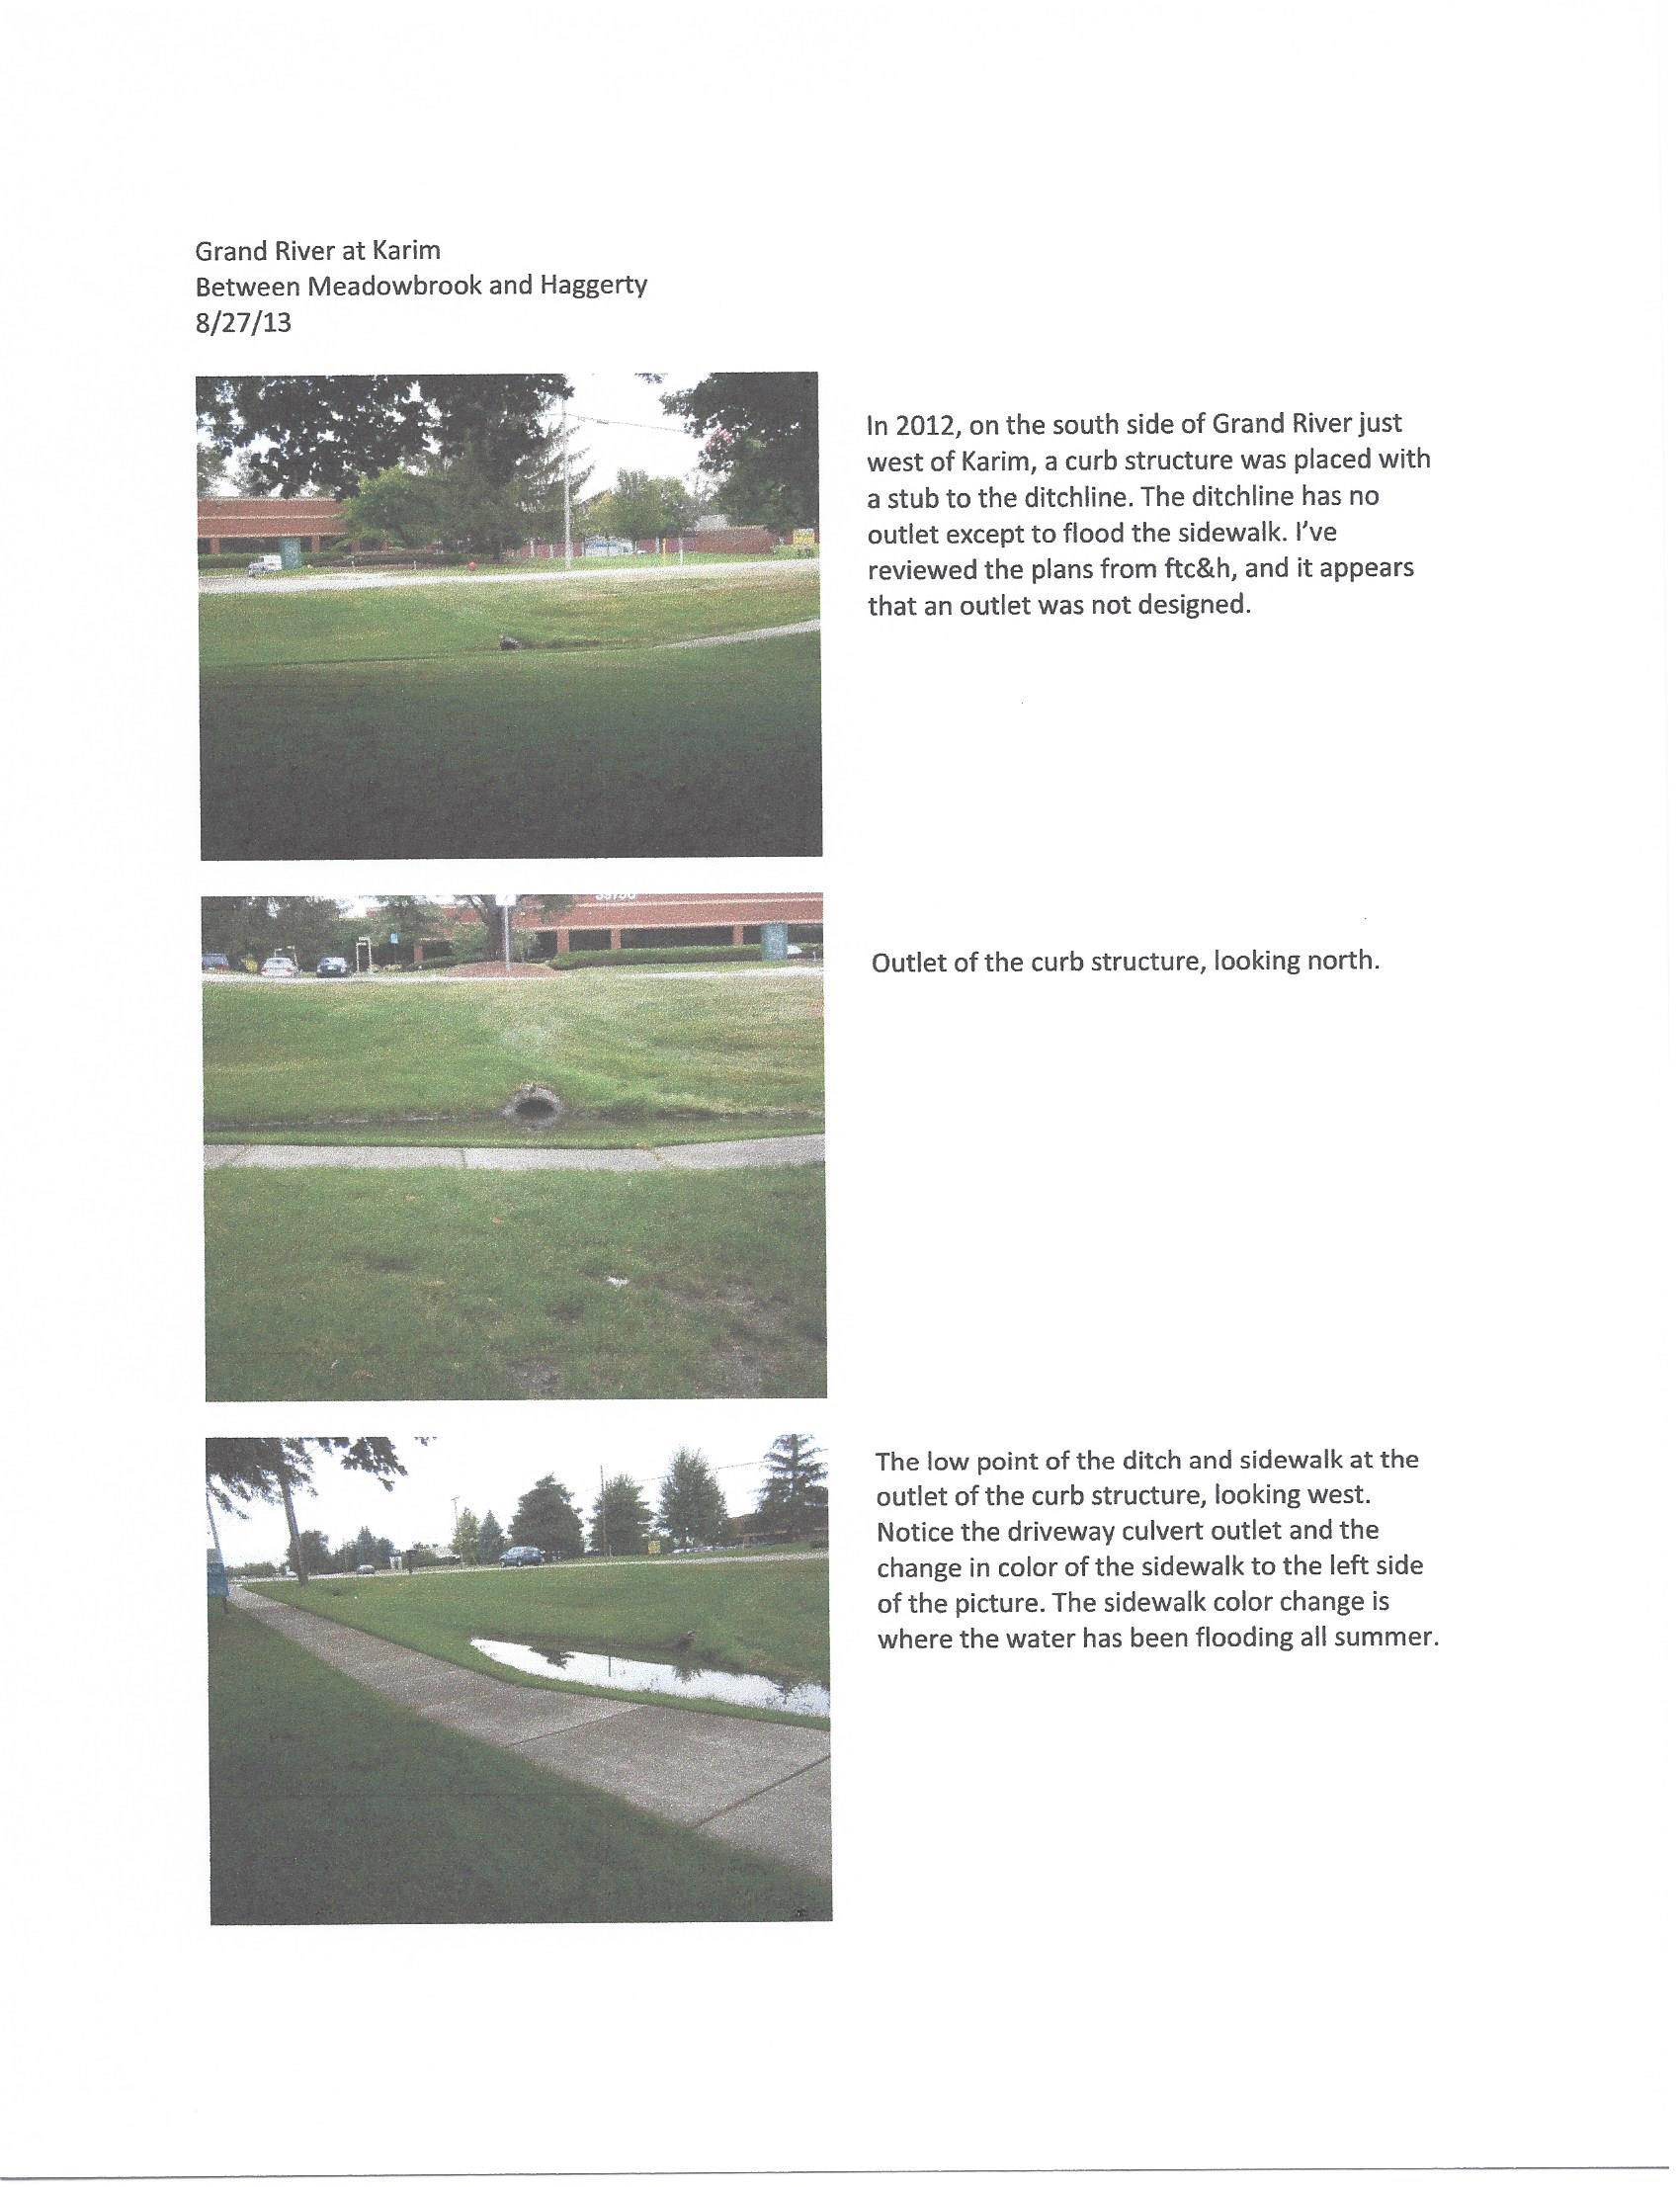 Grand River at Karim
Between Meadowbrook and Haggerty
8/27/13
In 2012, on the south side of Grand River just
west of Karim, a curb structure was placed with
a stub to the ditchline. The ditchline has no
outlet except to flood the sidewalk. I've
reviewed the plans from ftc&h, and it appears
that an outlet was not designed.
Outlet of the curb structure, looking north.
The low point of the ditch and sidewalk at the
outlet of the curb structure, looking west.
Notice the driveway culvert outlet and the
change in color of the sidewalk to the left side
of the picture. The sidewalk color change is
where the water has been flooding all summer.